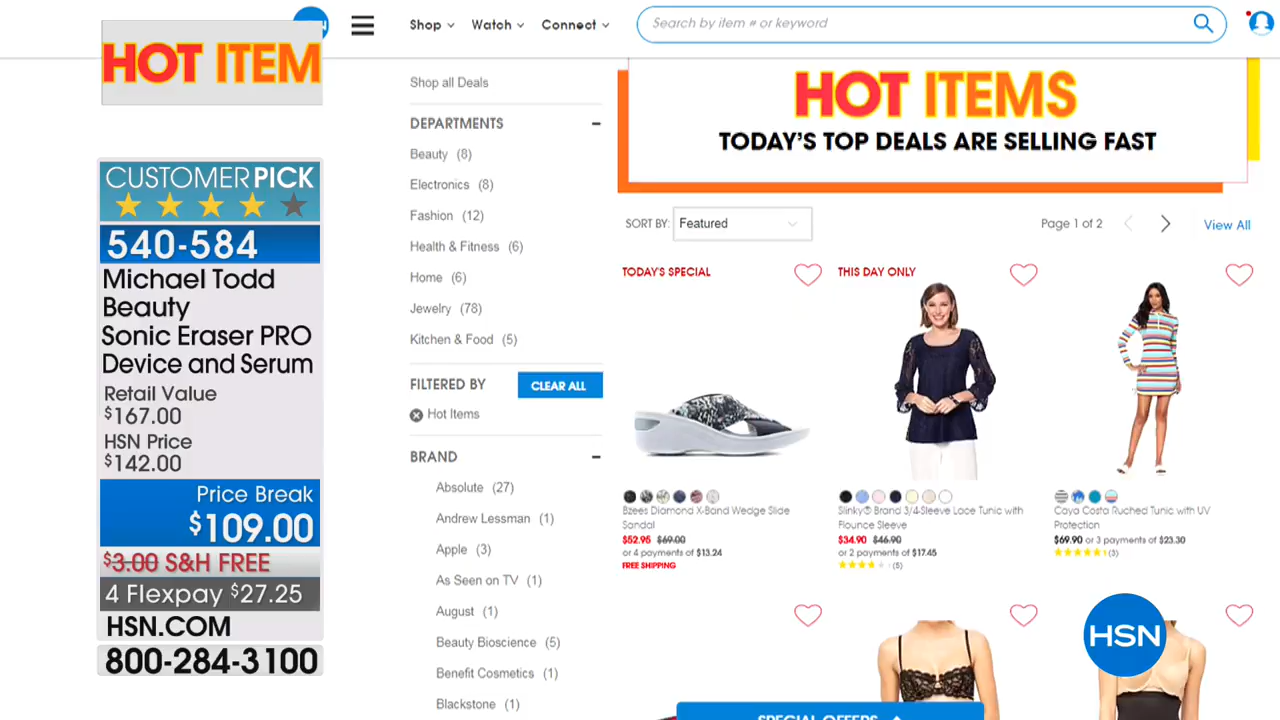 HOT ITEM
CUSTOMER PICK
540-584
Michael Todd
Beauty
Sonic Eraser PRO
Device and Serum
Retail Value
$167.00
HSN Price
$142.00
Price Break
$109.00
$3.00 S&H FREE
4 Flexpay $27.25
HSN.COM
800-284-3100
Shop Watch Connect
Search by item # or keyword
Shop all Deals
DEPARTMENTS
Beauty (8)
Electronics (8)
Fashion (12)
Health & Fitness (6)
Home (6)
Jewelry (78)
Kitchen & Food (5)
FILTERED BY CLEAR ALL
Hot Items
BRAND
Absolute (27)
Andrew Lessman (1)
Apple (3)
As Seen on TV (1)
August (1)
Beauty Bioscience (5)
Benefit Cosmetics (1)
Blackstone (1)
HOT ITEMS
TODAY'S TOP DEALS ARE SELLING FAST
SORT BY: Featured
Page 1 of 2
View All
TODAY'S SPECIAL
Bzees Diamond X-Band Wedge Slide
Sandal
$52.95 $69.00
or 4 payments of $13.24
FREE SHIPPING
THIS DAY ONLY
Slinky® Brand 3/4-Sleeve Lace Tunic with
Flounce Sleeve
$34.90 $46.90
or 2 payments of $17.45
(5)
Caya Costa Ruched Tunic with UV
Protection
$69.90 or 3 payments of $23.30
(3)
HSN
SPECIAL OFFERS